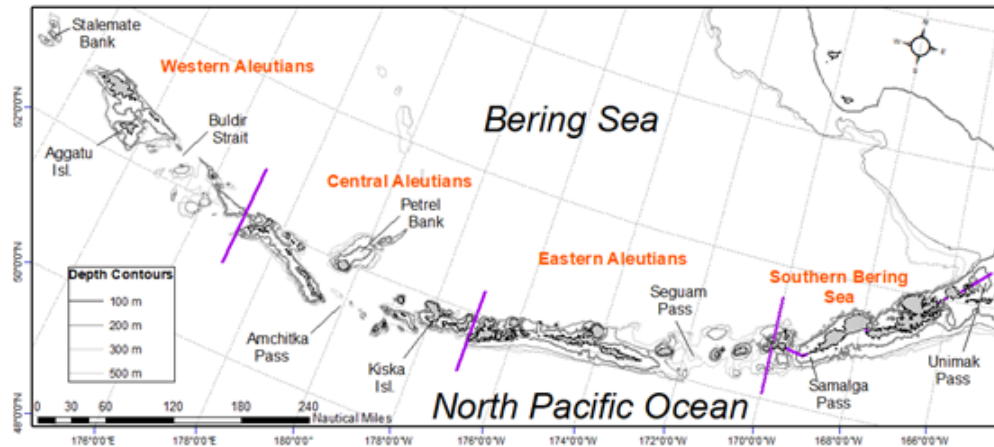 Stalemate
Bank
Western Aleutians
Bering Sea
Buldir
Strait
Aggatu
Isl.
Central Aleutians
Petrel
Bank
Eastern Aleutians
Southern Bering
Sea
Seguam
Pass
Depth Contours
100 m
200 m
300 m
500 m
Amchitka
Pass
Kiska
Isl.
Samalga
Pass
Unimak
Pass
North Pacific Ocean
0 30 60 120 180 240
Nautical Miles
N
W E
S
52°0'0"N
50°0'0"N
48°0'0"N
176°0'0"E 178°0'0"E 180°0'0" 178°0'0"W 176°0'0"W 174°0'0"W 172°0'0"W 170°0'0"W 168°0'0"W 166°0'0"W